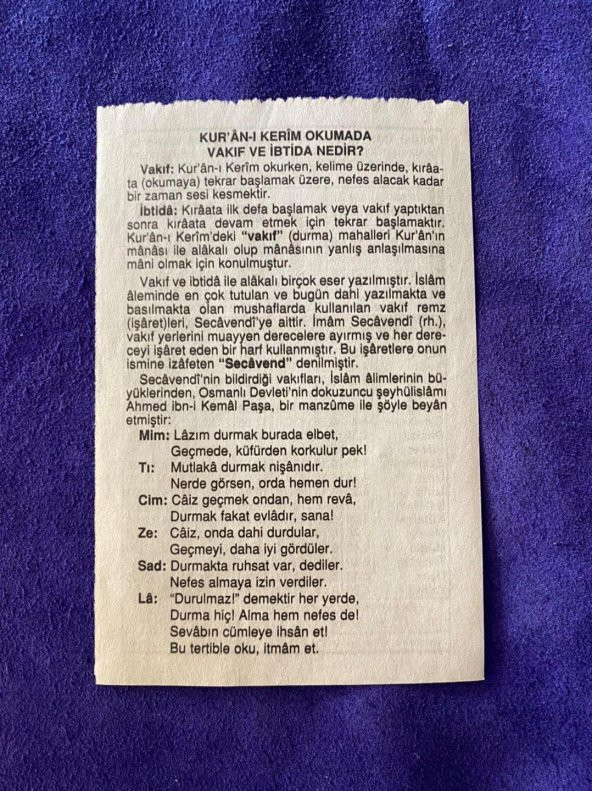 KUR'ÂN-I KERÎM OKUMADA
VAKIF VE İBTİDA NEDİR?
Vakıf: Kur'ân-ı Kerîm okurken, kelime üzerinde, kırâa-
ata (okumaya) tekrar başlamak üzere, nefes alacak kadar
bir zaman sesi kesmektir.
İbtidâ: Kırâata ilk defa başlamak veya vakıf yaptıktan
sonra kırâata devam etmek için tekrar başlamaktır.
Kur'ân-ı Kerîm'deki "vakıf" (durma) mahalleri Kur'ân'ın
mânâsı ile alâkalı olup mânâsının yanlış anlaşılmasına
mâni olmak için konulmuştur.
Vakıf ve ibtidâ ile alâkalı birçok eser yazılmıştır. İslâm
âleminde en çok tutulan ve bugün dahi yazılmakta ve
basılmakta olan mushaflarda kullanılan vakıf remz
(işâret)leri, Secâvendî'ye aittir. İmâm Secâvendî (rh.),
vakıf yerlerini muayyen derecelere ayırmış ve her dere-
ceyi işâret eden bir harf kullanmıştır. Bu işâretlere onun
ismine izâfeten "Secâvend" denilmiştir.
Secâvendî'nin bildirdiği vakıfları, İslâm âlimlerinin bü-
yüklerinden, Osmanlı Devleti'nin dokuzuncu şeyhülislâmı
Ahmed ibn-i Kemâl Paşa, bir manzûme ile şöyle beyân
etmiştir:
Mim: Lâzım durmak burada elbet,
Geçmede, küfürden korkulur pek!
Tı: Mutlakâ durmak nişânıdır.
Nerde görsen, orda hemen dur!
Cim: Câiz geçmek ondan, hem revâ,
Durmak fakat evlâdır, sana!
Ze: Câiz, onda dahi durdular,
Geçmeyi, daha iyi gördüler.
Sad: Durmakta ruhsat var, dediler.
Nefes almaya izin verdiler.
Lâ: "Durulmaz!" demektir her yerde,
Durma hiç! Alma hem nefes de!
Sevâbın cümleye ihsân et!
Bu tertible oku, itmâm et.